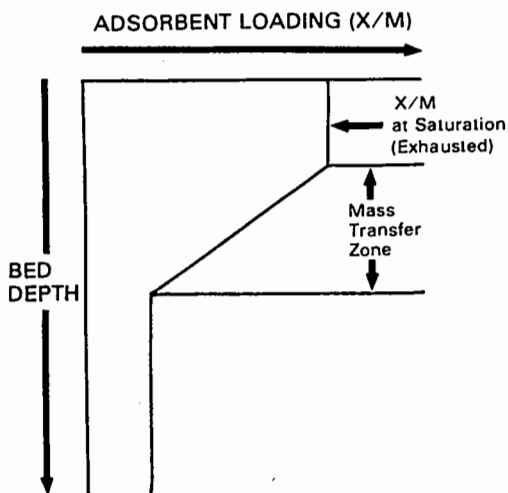 ADSORBENT LOADING (X/M)
X/M
at Saturation
(Exhausted)
Mass
Transfer
Zone
BED
DEPTH